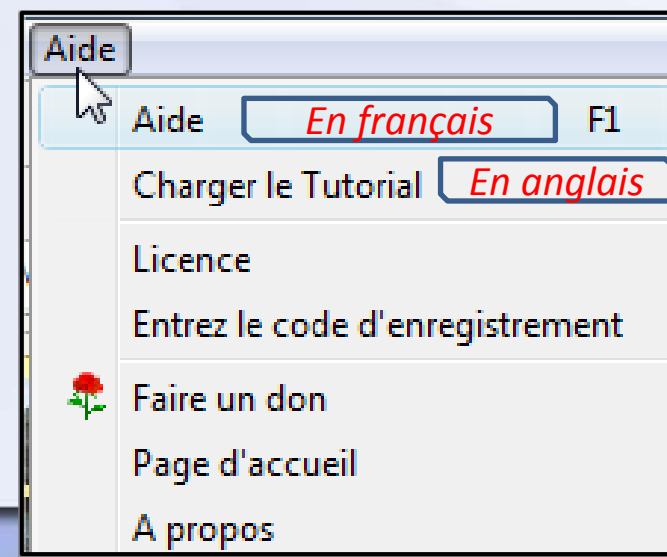 Aide
Aide En français F1
Charger le Tutorial En anglais
Licence
Entrez le code d'enregistrement
Faire un don
Page d'accueil
A propos